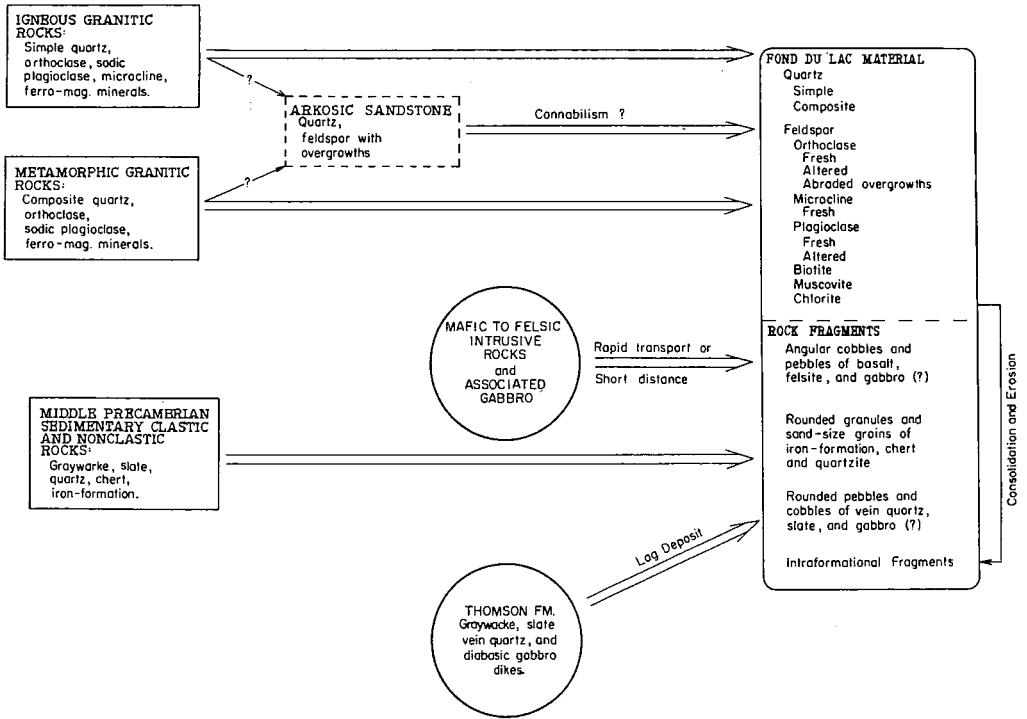 IGNEOUS GRANITIC
ROCKS:
Simple quartz,
orthoclase, sodic
plagioclase, microcline,
ferro-mag. minerals.
?
ARKOSIC SANDSTONE
Quartz,
feldspar with
overgrowths
Cannabilism ?
METAMORPHIC GRANITIC
ROCKS:
Composite quartz,
orthoclase,
sodic plagioclase,
ferro-mag. minerals.
?
MAFIC TO FELSIC
INTRUSIVE
ROCKS
and
ASSOCIATED
GABBRO
Rapid transport or
Short distance
MIDDLE PRECAMBRIAN
SEDIMENTARY CLASTIC
AND NONCLASTIC
ROCKS:
Graywarke, slate,
quartz, chert,
iron-formation.
THOMSON FM.
Graywacke, slate
vein quartz, and
diabasic gabbro
dikes.
Lag Deposit
FOND DU LAC MATERIAL
Quartz
Simple
Composite
Feldspar
Orthoclase
Fresh
Altered
Abraded overgrowths
Microcline
Fresh
Plagioclase
Fresh
Altered
Biotite
Muscovite
Chlorite
ROCK FRAGMENTS
Angular cobbles and
pebbles of basalt,
felsite, and gabbro (?)
Rounded granules and
sand-size grains of
iron-formation, chert
and quartzite
Rounded pebbles and
cobbles of vein quartz,
slate, and gabbro (?)
Intraformational Fragments
Consolidation and Erosion